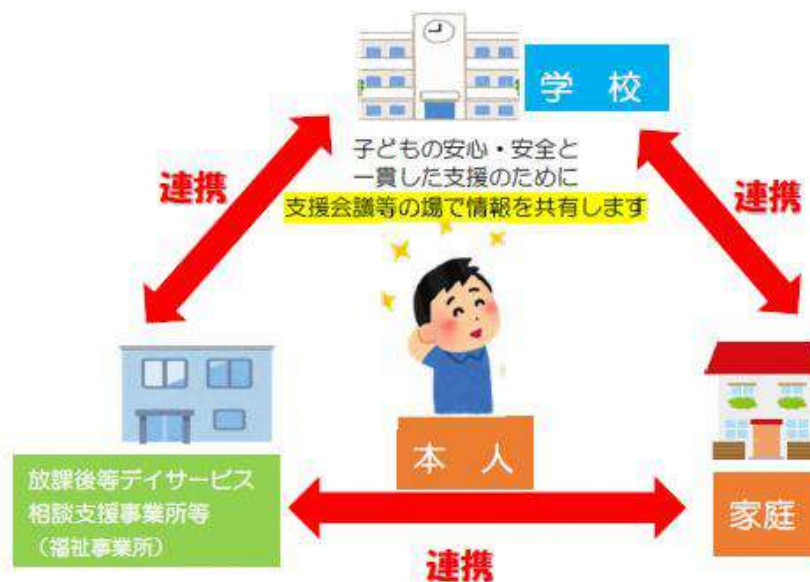 学 校
子どもの安心・安全と
一貫した支援のために
支援会議等の場で情報を共有します
連携
連携
本 人
放課後等デイサービス
相談支援事業所等
（福祉事業所）
家庭
連携